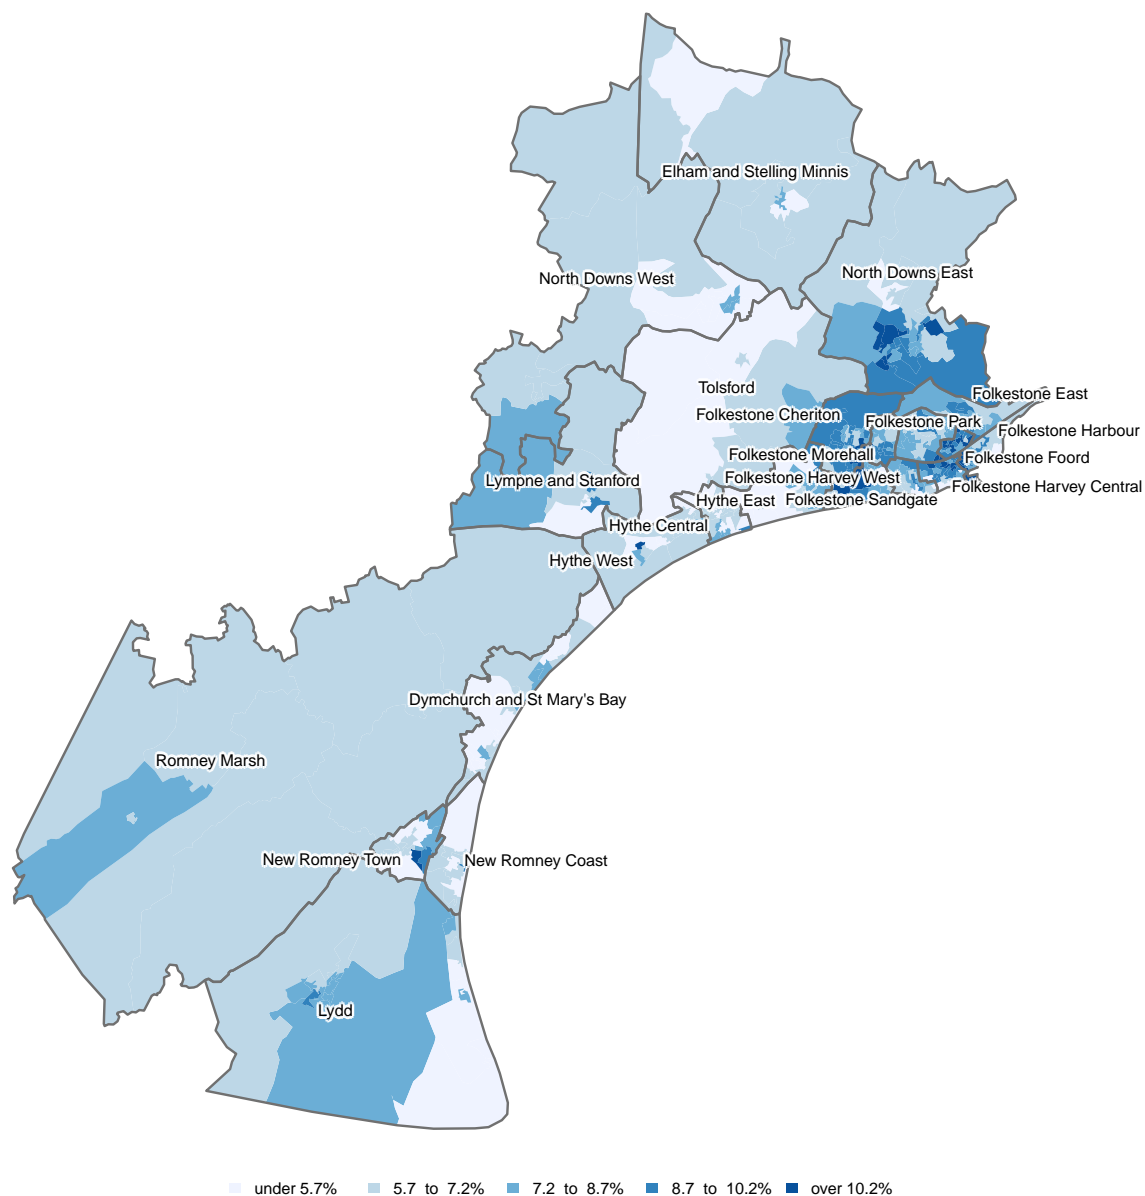 Elham and Stelling Minnis
North Downs West
North Downs East
Tolsford
Folkestone East
Folkestone Cheriton
Folkestone Park
Folkestone Harbour
Folkestone Morehall
Folkestone Foord
Folkestone Harvey West
Lympne and Stanford
Folkestone Harvey Central
Hythe East
Folkestone Sandgate
Hythe Central
Hythe West
Dymchurch and St Mary's Bay
Romney Marsh
New Romney Town
New Romney Coast
Lydd
under 5.7% 5.7 to 7.2% 7.2 to 8.7% 8.7 to 10.2% over 10.2%